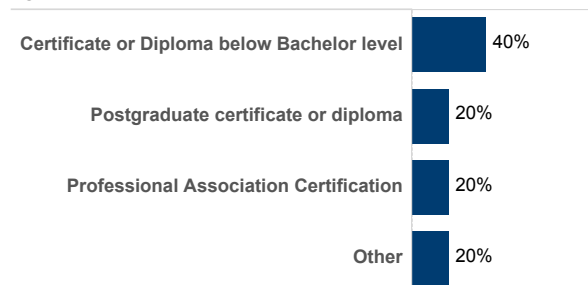 Certificate or Diploma below Bachelor level 40%
Postgraduate certificate or diploma 20%
Professional Association Certification 20%
Other 20%